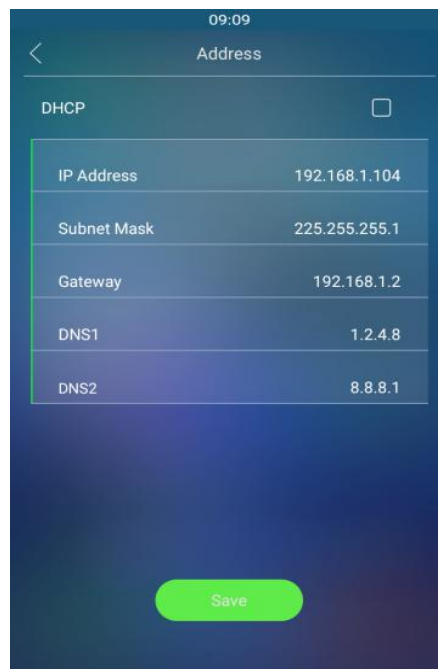 09:09
Address
DHCP
IP Address 192.168.1.104
Subnet Mask 225.255.255.1
Gateway 192.168.1.2
DNS1 1.2.4.8
DNS2 8.8.8.1
Save